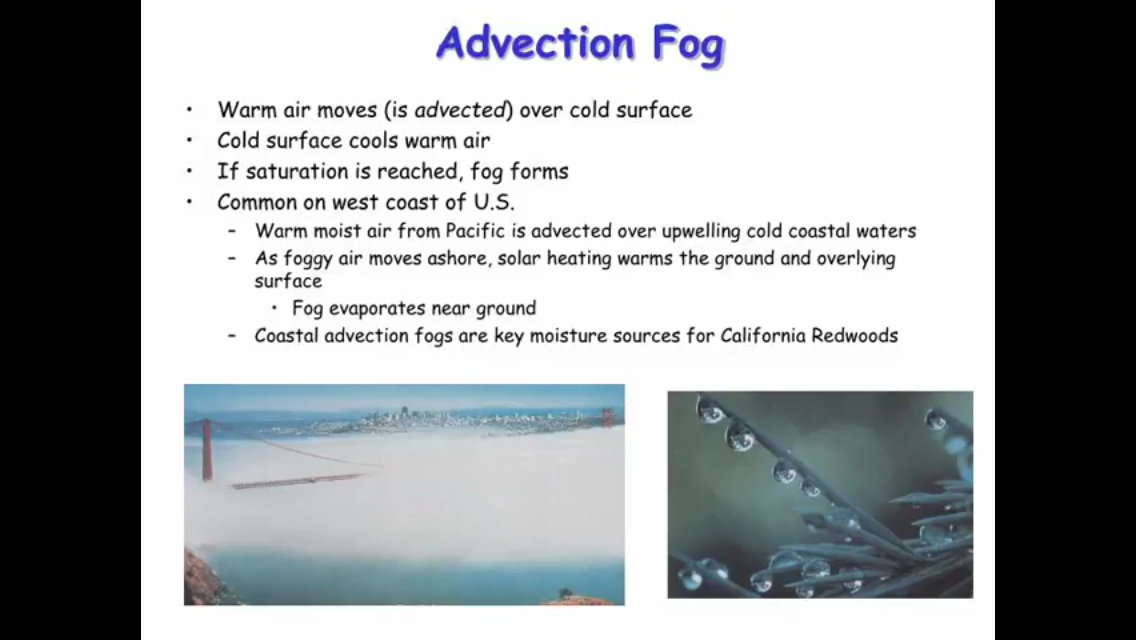 Advection Fog
• Warm air moves (is advected) over cold surface
• Cold surface cools warm air
• If saturation is reached, fog forms
• Common on west coast of U.S.
– Warm moist air from Pacific is advected over upwelling cold coastal waters
– As foggy air moves ashore, solar heating warms the ground and overlying
surface
• Fog evaporates near ground
– Coastal advection fogs are key moisture sources for California Redwoods